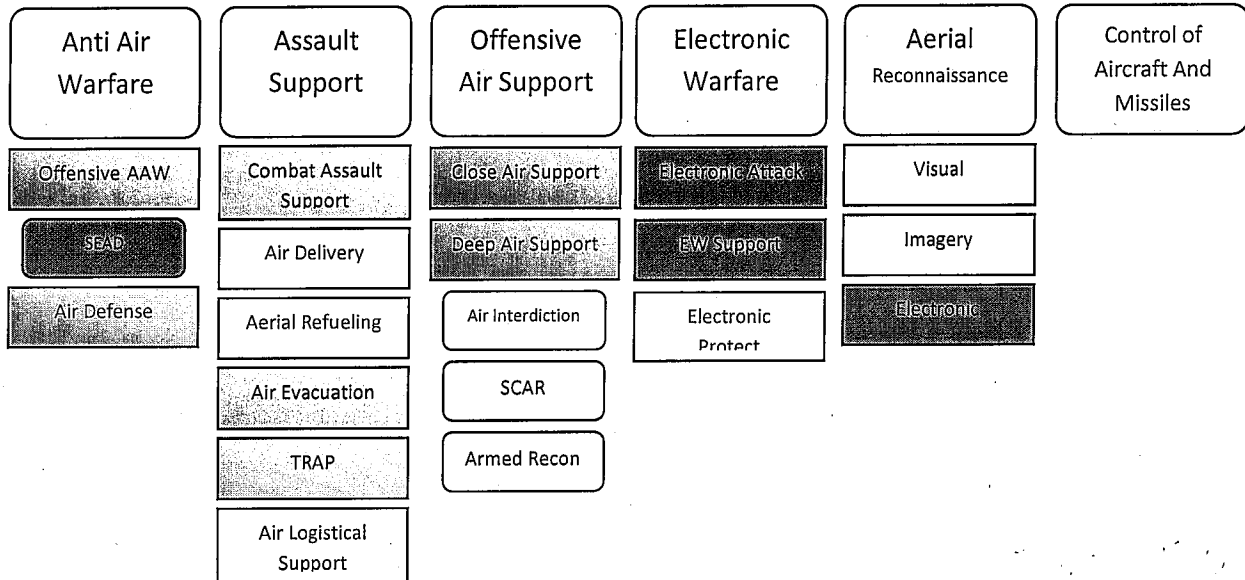 Anti Air
Warfare
Offensive AAW
SEAD
Air Defense
Assault
Support
Combat Assault
Support
Air Delivery
Aerial Refueling
Air Evacuation
TRAP
Air Logistical
Support
Offensive
Air Support
Close Air Support
Deep Air Support
Air Interdiction
SCAR
Armed Recon
Electronic
Warfare
Electronic Attack
EW Support
Electronic
Protect
Aerial
Reconnaissance
Visual
Imagery
Electronic
Control of
Aircraft And
Missiles